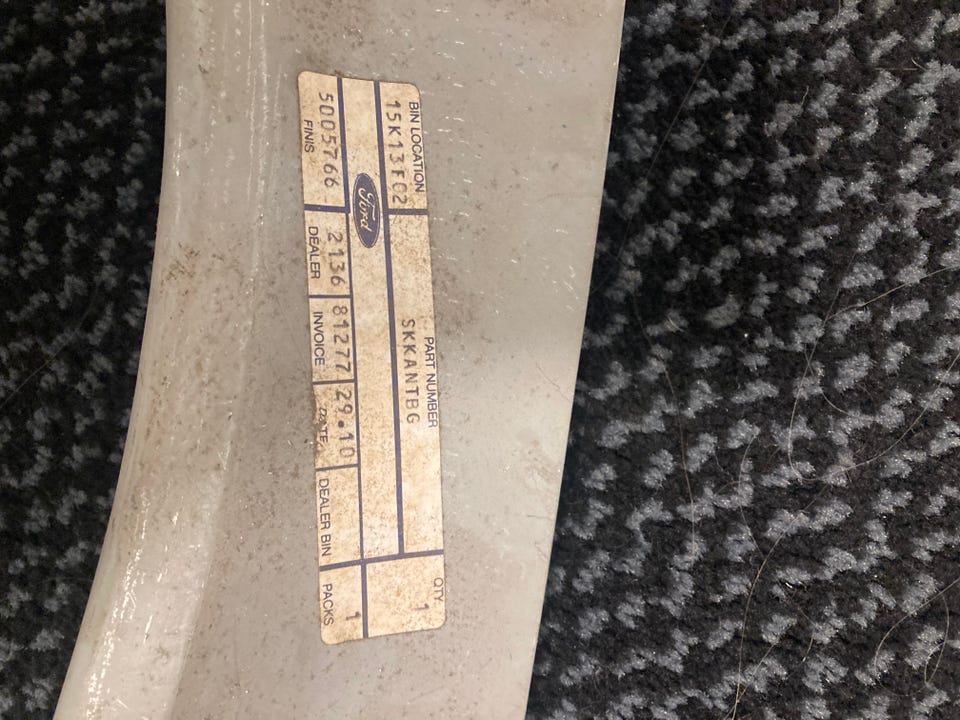 BIN LOCATION PART NUMBER QTY
15K13F02 SKKANTBG 1
Ford
5005766 2136 81277 29.10 1
FINIS DEALER INVOICE DATE DEALER BIN PACKS